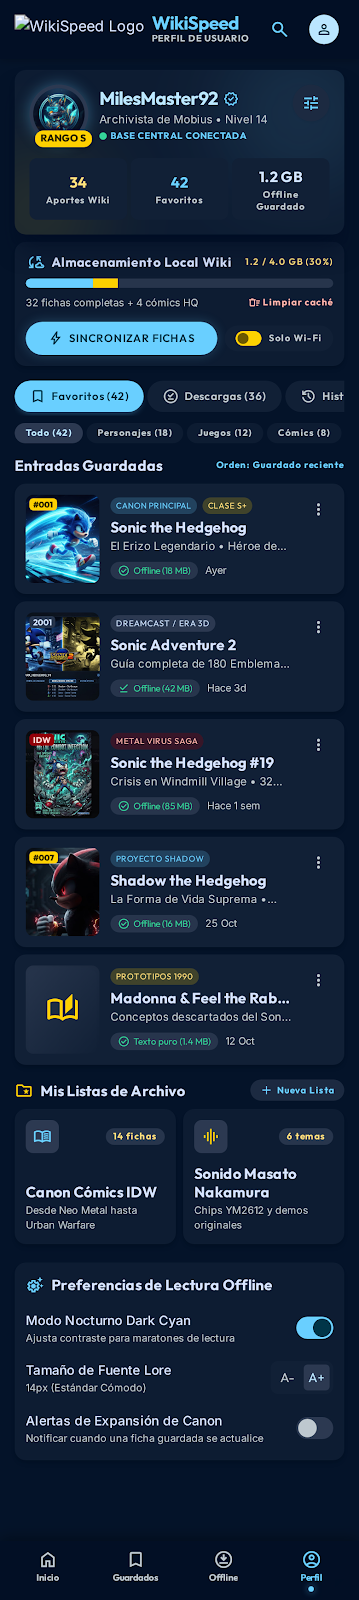 WikiSpeed Logo
WikiSpeed
PERFIL DE USUARIO
RANGO S
MilesMaster92
Archivista de Mobius • Nivel 14
BASE CENTRAL CONECTADA
34
Aportes Wiki
42
Favoritos
1.2 GB
Offline
Guardado
Almacenamiento Local Wiki
1.2 / 4.0 GB (30%)
32 fichas completas + 4 cómics HQ
Limpiar caché
SINCRONIZAR FICHAS
Solo Wi-Fi
Favoritos (42)
Descargas (36)
Hist
Todo (42)
Personajes (18)
Juegos (12)
Cómics (8)
Entradas Guardadas
Orden: Guardado reciente
#001
CANON PRINCIPAL
CLASE S+
Sonic the Hedgehog
El Erizo Legendario • Héroe de...
Offline (18 MB)
Ayer
2001
DREAMCAST / ERA 3D
Sonic Adventure 2
Guía completa de 180 Emblema...
Offline (42 MB)
Hace 3d
IDW
METAL VIRUS SAGA
Sonic the Hedgehog #19
Crisis en Windmill Village • 32...
Offline (85 MB)
Hace 1 sem
#007
PROYECTO SHADOW
Shadow the Hedgehog
La Forma de Vida Suprema •...
Offline (16 MB)
25 Oct
PROTOTIPOS 1990
Madonna & Feel the Rab...
Conceptos descartados del Son...
Texto puro (1.4 MB)
12 Oct
Mis Listas de Archivo
Nueva Lista
14 fichas
Canon Cómics IDW
Desde Neo Metal hasta
Urban Warfare
6 temas
Sonido Masato
Nakamura
Chips YM2612 y demos
originales
Preferencias de Lectura Offline
Modo Nocturno Dark Cyan
Ajusta contraste para maratones de lectura
Tamaño de Fuente Lore
14px (Estándar Cómodo)
A-
A+
Alertas de Expansión de Canon
Notificar cuando una ficha guardada se actualice
Inicio
Guardados
Offline
Perfil